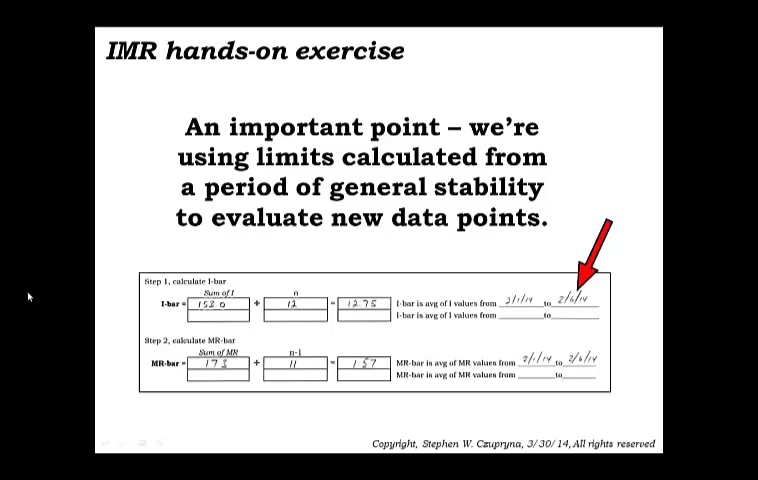 IMR hands-on exercise
An important point – we're
using limits calculated from
a period of general stability
to evaluate new data points.
Step 1, calculate I-bar
Sum of I n
I-bar = 153.0 ÷ 12 = 12.75 I-bar is avg of I values from 2/1/14 to 2/6/14
I-bar is avg of I values from to
Step 2, calculate MR-bar
Sum of MR n-1
MR-bar = ÷ 11 = 1.57 MR-bar is avg of MR values from 2/1/14 to 2/6/14
MR-bar is avg of MR values from to
Copyright, Stephen W. Czupryna, 3/30/14, All rights reserved